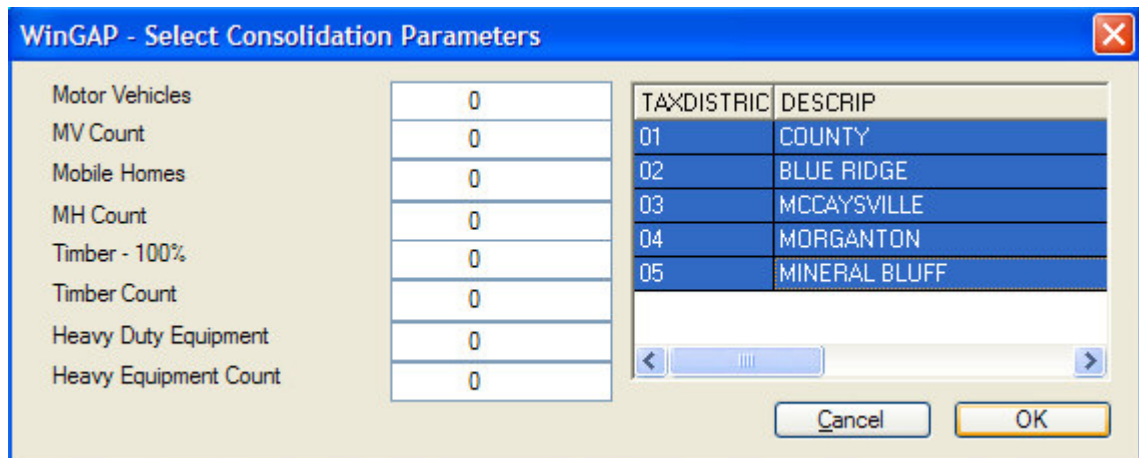 WinGAP - Select Consolidation Parameters
Motor Vehicles 0
MV Count 0
Mobile Homes 0
MH Count 0
Timber - 100% 0
Timber Count 0
Heavy Duty Equipment 0
Heavy Equipment Count 0
TAXDISTRIC DESCRIP
01 COUNTY
02 BLUE RIDGE
03 MCCAYSVILLE
04 MORGANTON
05 MINERAL BLUFF
Cancel OK